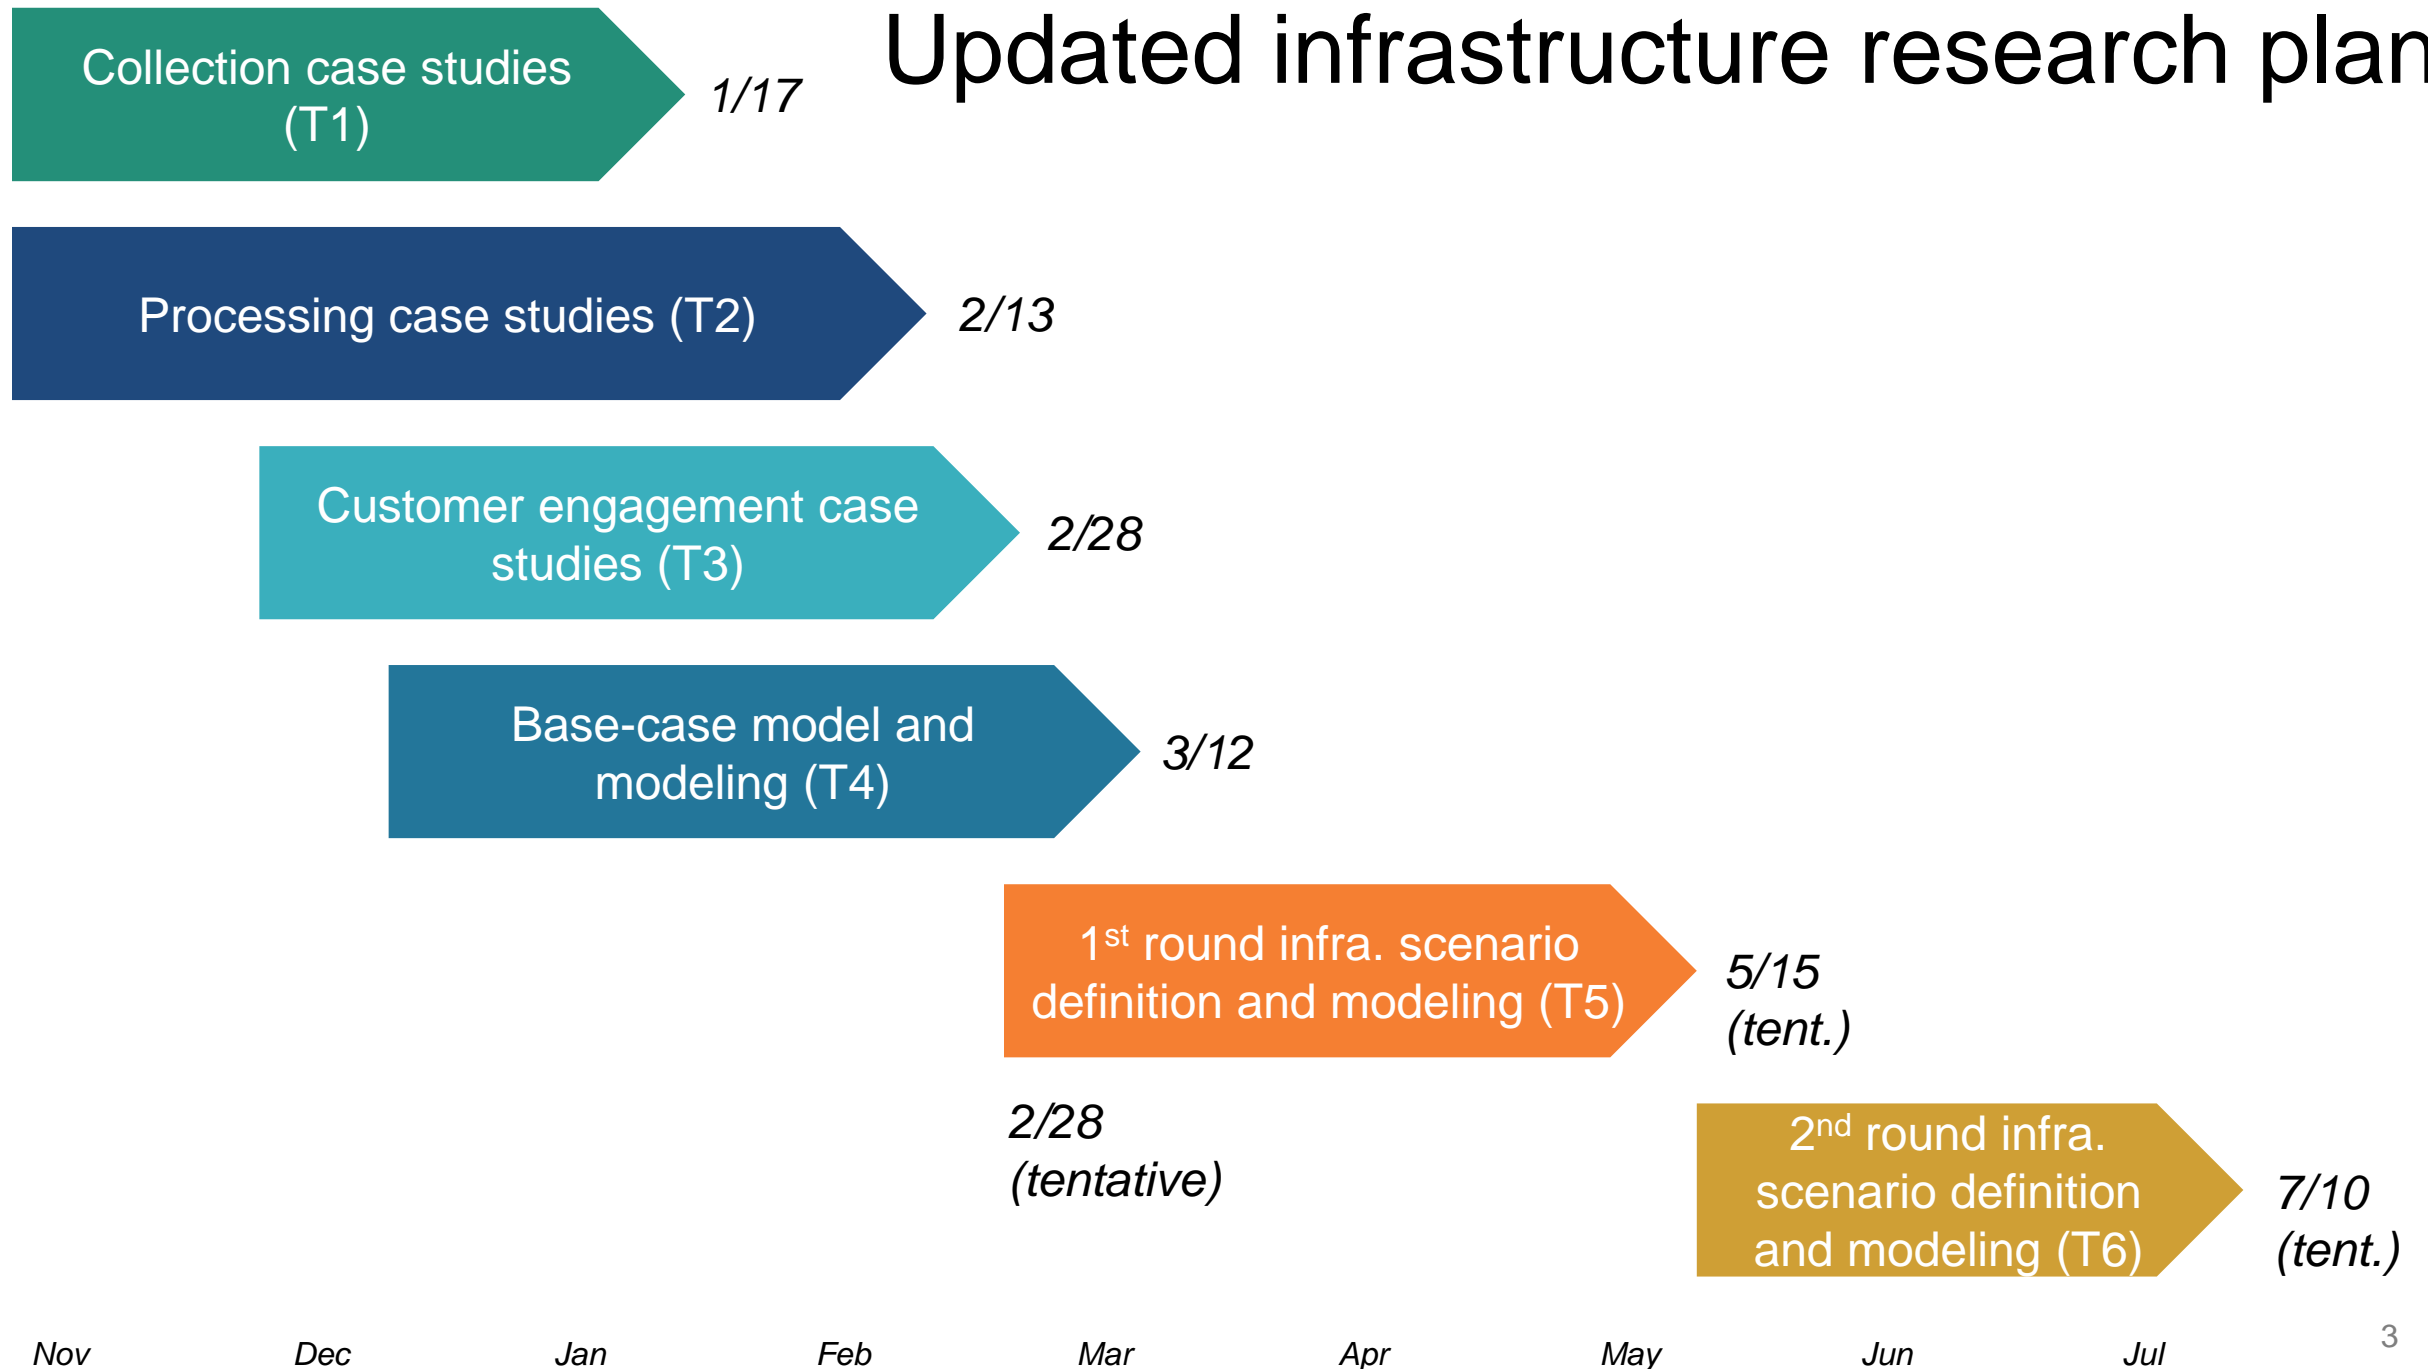 Updated infrastructure research plan
Collection case studies
(T1)
1/17
Processing case studies (T2)
2/13
Customer engagement case
studies (T3)
2/28
Base-case model and
modeling (T4)
3/12
1st round infra. scenario
definition and modeling (T5)
5/15
(tent.)
2/28
(tentative)
2nd round infra.
scenario definition
and modeling (T6)
7/10
(tent.)
Nov Dec Jan Feb Mar Apr May Jun Jul
3